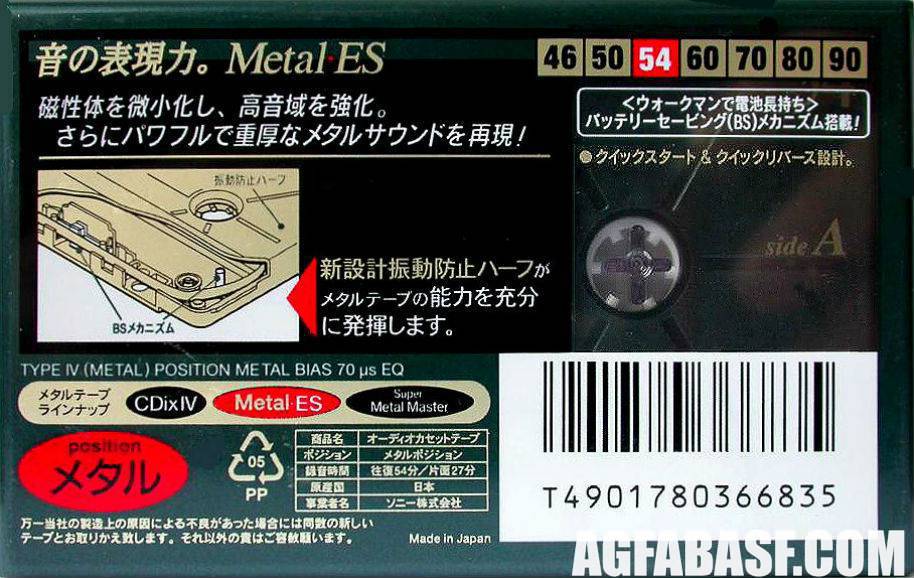 音の表現力。Metal・ES
46 50 54 60 70 80 90
磁性体を微小化し、高音域を強化。
さらにパワフルで重厚なメタルサウンドを再現!
<ウォークマンで電池長持ち>
バッテリーセービング(BS)メカニズム搭載!
●クイックスタート&クイックリバース設計。
振動防止ハーフ
BSメカニズム
新設計振動防止ハーフが
メタルテープの能力を充分
に発揮します。
side A
TYPE IV (METAL) POSITION METAL BIAS 70 µs EQ
メタルテープ
ラインナップ
CDixIV
Metal・ES
Super
Metal Master
position
メタル
05
PP
商品名 オーディオカセットテープ
ポジション メタルポジション
録音時間 往復54分/片面27分
原産国 日本
事業者名 ソニー株式会社
万一当社の製造上の原因による不良があった場合には同数の新しい
テープとお取りかえ致します。それ以外の責はご容赦願います。
Made in Japan
T4901780366835
AGFABASF.COM